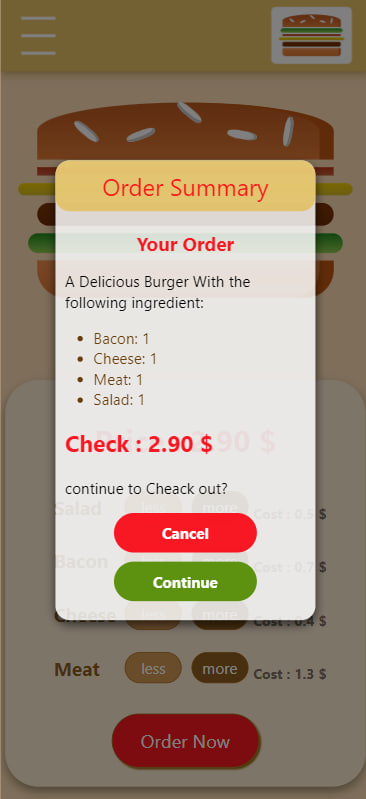 Order Summary
Your Order
A Delicious Burger With the
following ingredient:
Bacon: 1
Cheese: 1
Meat: 1
Salad: 1
Check : 2.90 $
.90 $
continue to Cheack out?
Salad less more Cost : 0.5 $
Cancel
Bacon Cost : 0.7 $
Continue
Cheese less more Cost : 0.4 $
Meat less more Cost : 1.3 $
Order Now